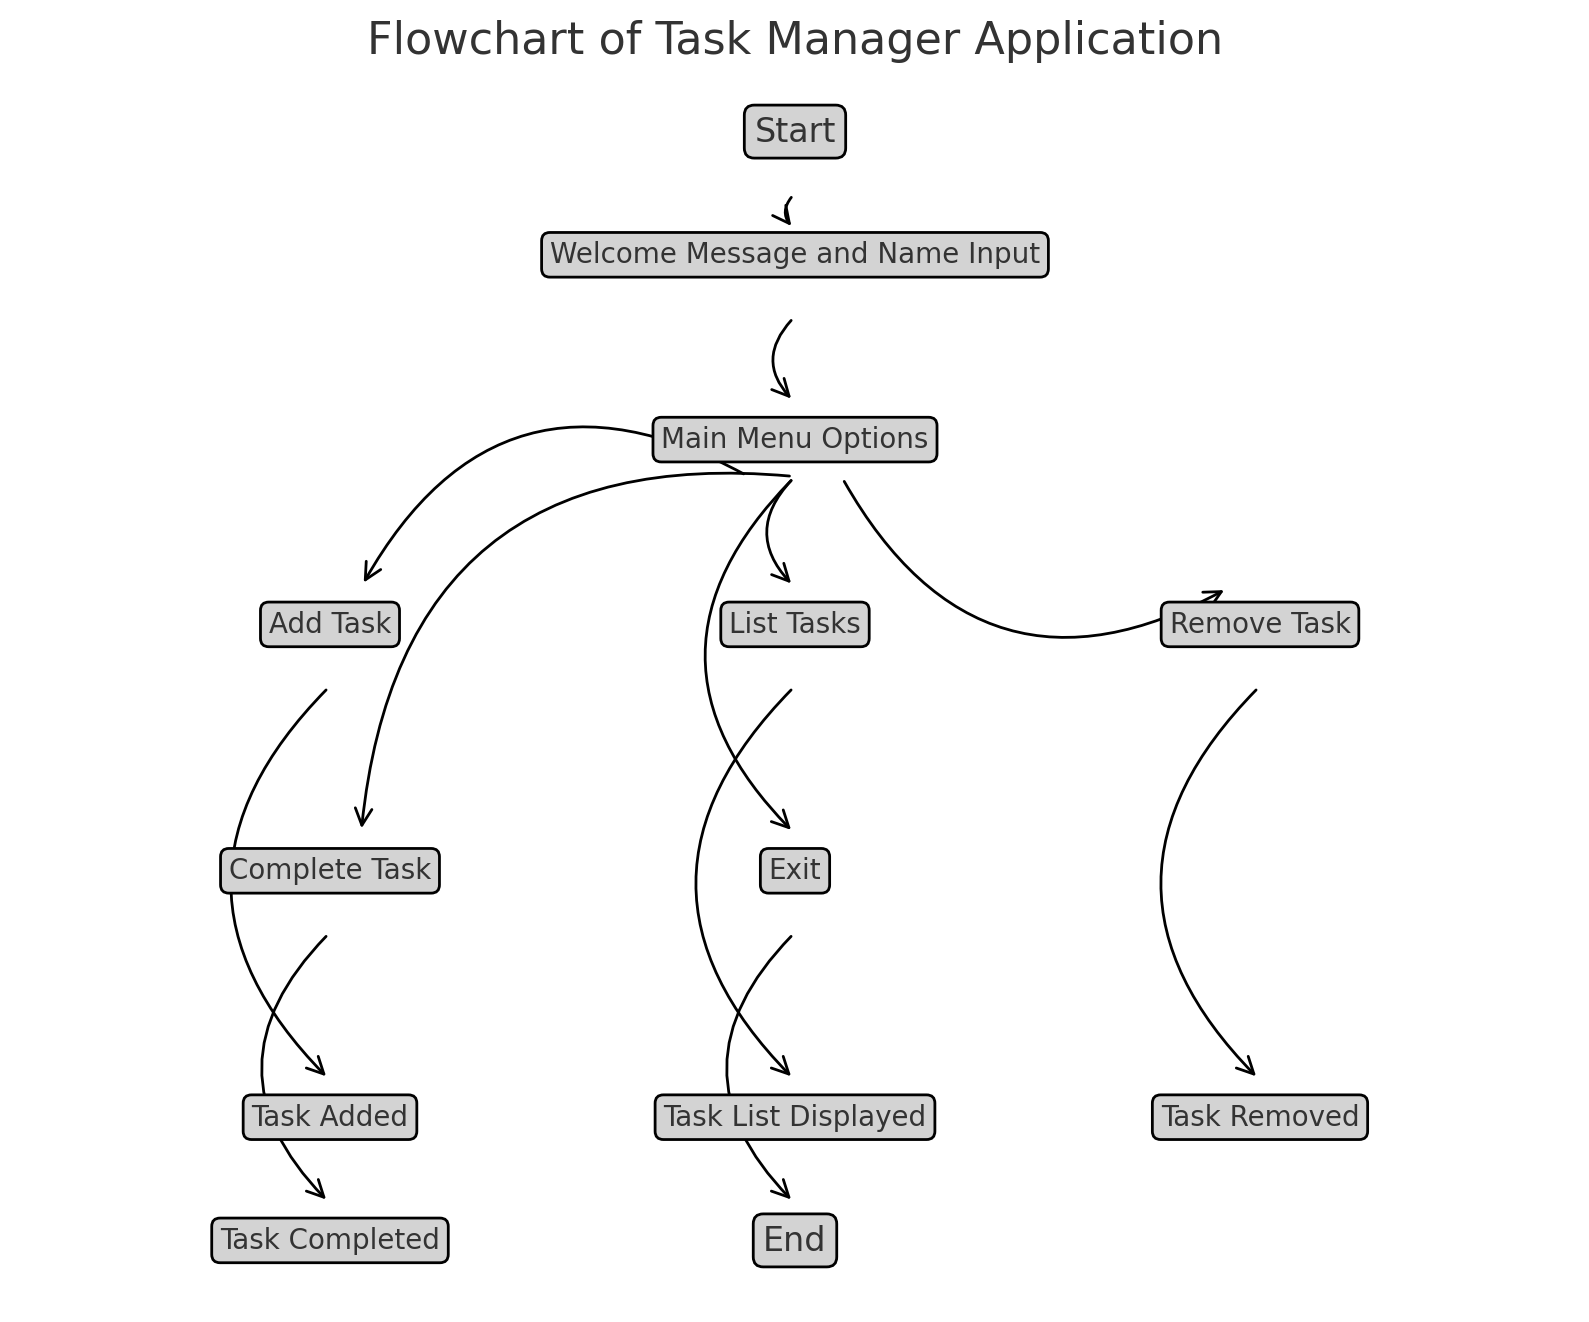 Flowchart of Task Manager Application
Start
Welcome Message and Name Input
Main Menu Options
Add Task
List Tasks
Remove Task
Complete Task
Exit
Task Added
Task List Displayed
Task Removed
Task Completed
End